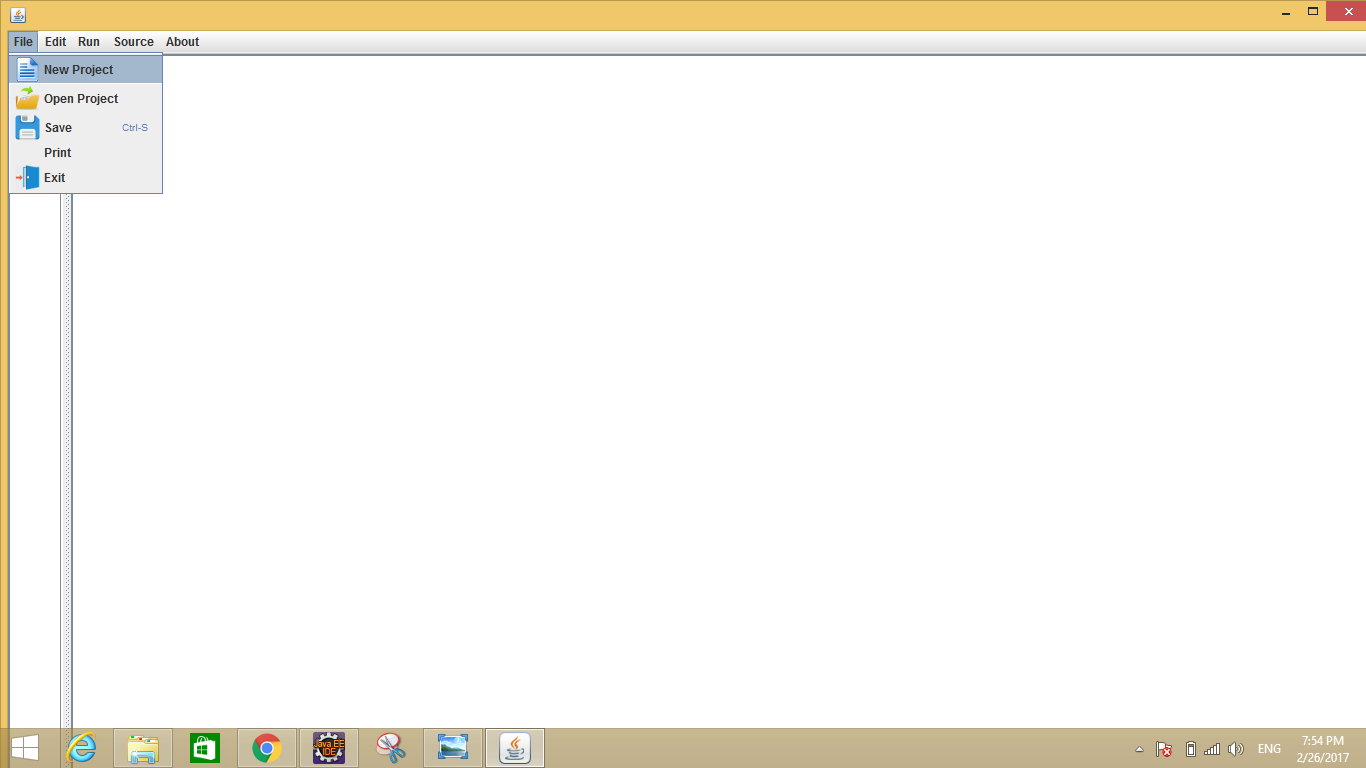 File Edit Run Source About
New Project
Open Project
Save Ctrl-S
Print
Exit
Java EE
IDE
ENG
7:54 PM
2/26/2017